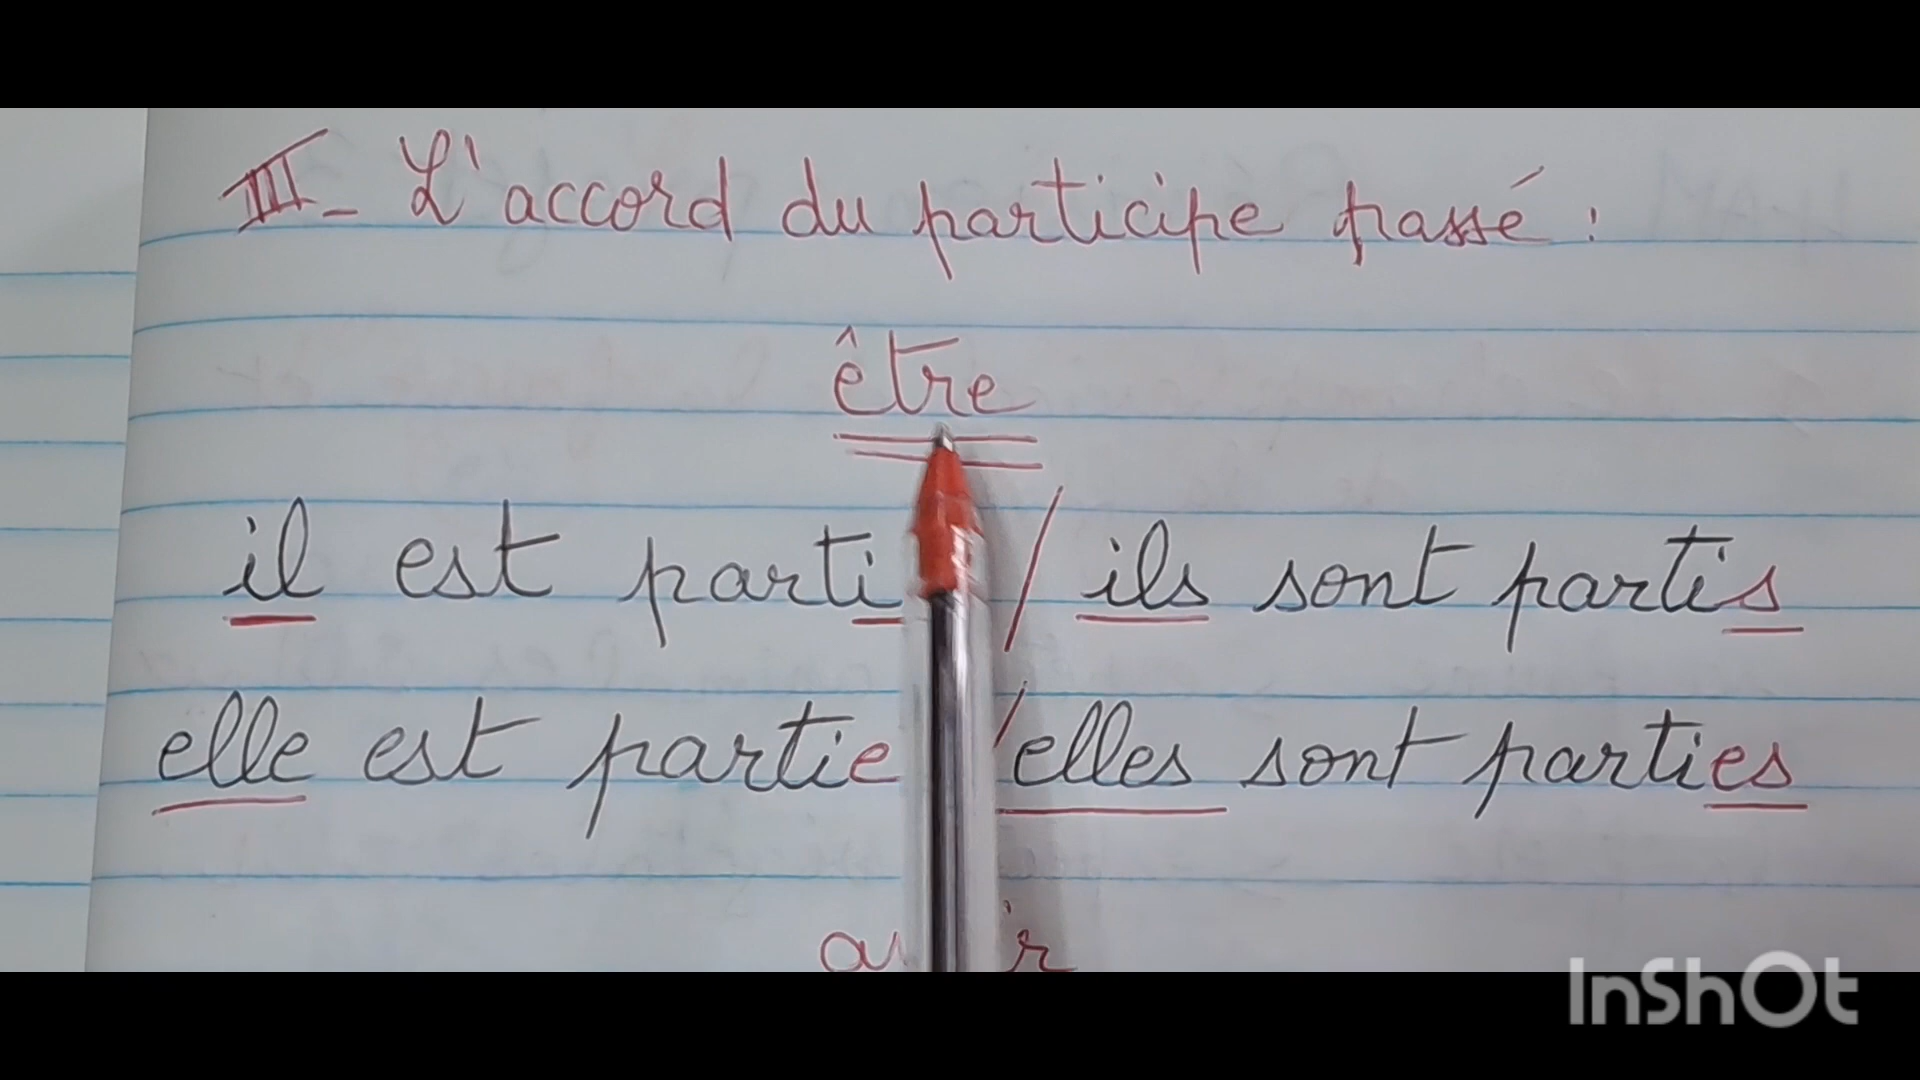 III- L'accord du participe passé :
être
il est parti / ils sont partis
elle est partie / elles sont parties
InShOt